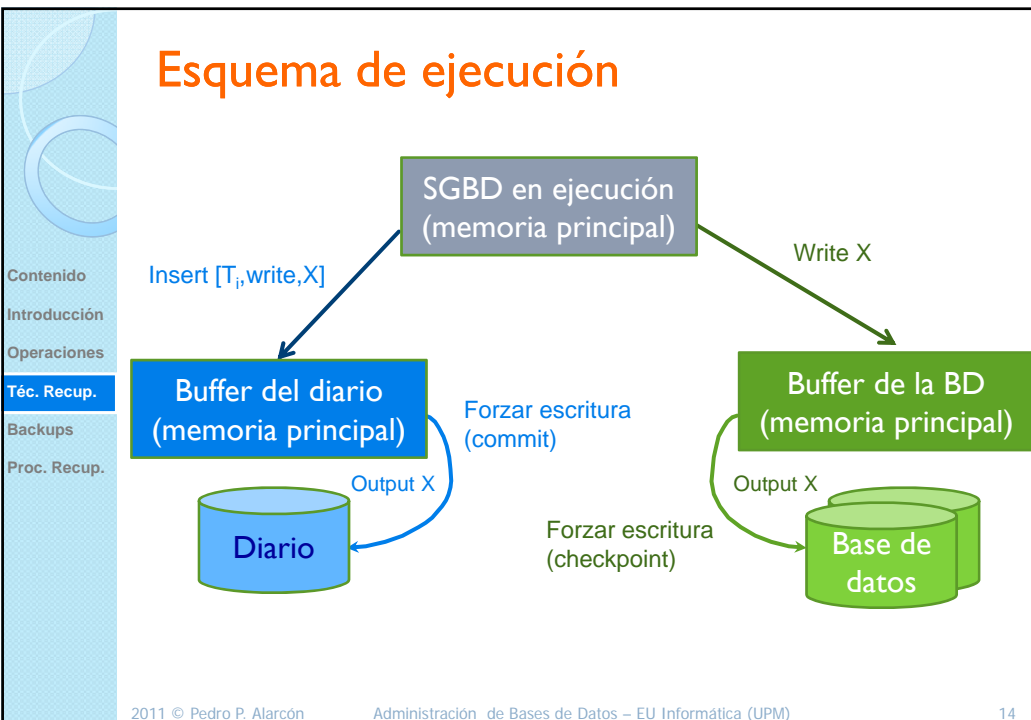 Esquema de ejecución
SGBD en ejecución
(memoria principal)
Write X
Insert [Ti,write,X]
Contenido
Introducción
Operaciones
Téc. Recup.
Backups
Proc. Recup.
Buffer del diario
(memoria principal)
Buffer de la BD
(memoria principal)
Forzar escritura
(commit)
Output X
Output X
Diario
Forzar escritura
(checkpoint)
Base de
datos
2011 © Pedro P. Alarcón
Administración de Bases de Datos – EU Informática (UPM)
14